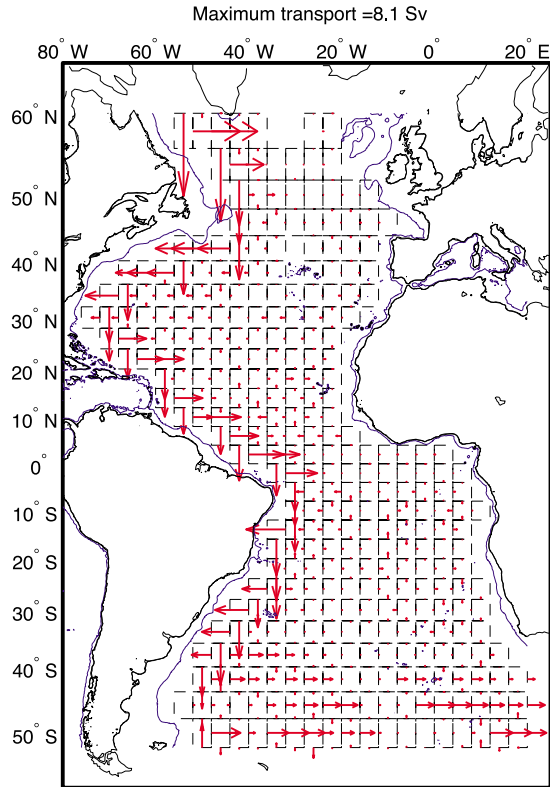 Maximum transport =8.1 Sv
80° W 60° W 40° W 20° W 0° 20° E
60° N
50° N
40° N
30° N
20° N
10° N
0°
10° S
20° S
30° S
40° S
50° S